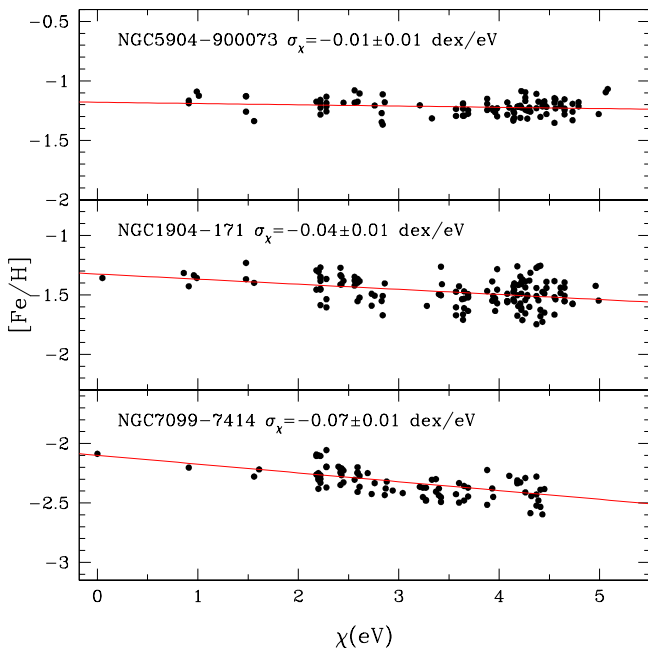 NGC5904-900073 σχ=-0.01±0.01 dex/eV
-0.5
-1
-1.5
-2
NGC1904-171 σχ=-0.04±0.01 dex/eV
-1
-1.5
-2
[Fe/H]
NGC7099-7414 σχ=-0.07±0.01 dex/eV
-2
-2.5
-3
0 1 2 3 4 5
χ(eV)